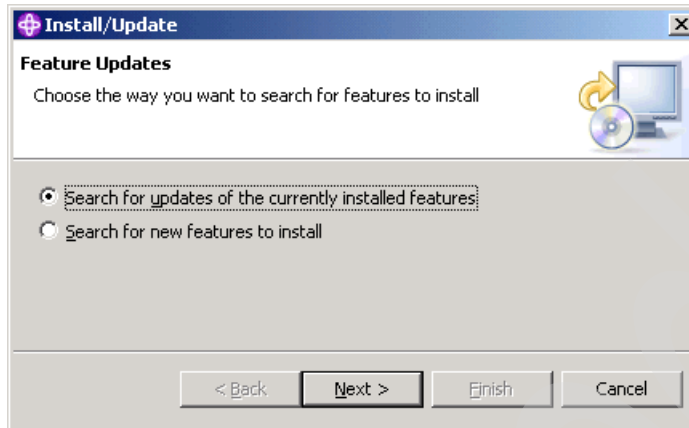 Install/Update
Feature Updates
Choose the way you want to search for features to install
Search for updates of the currently installed features
Search for new features to install
< Back Next > Finish Cancel